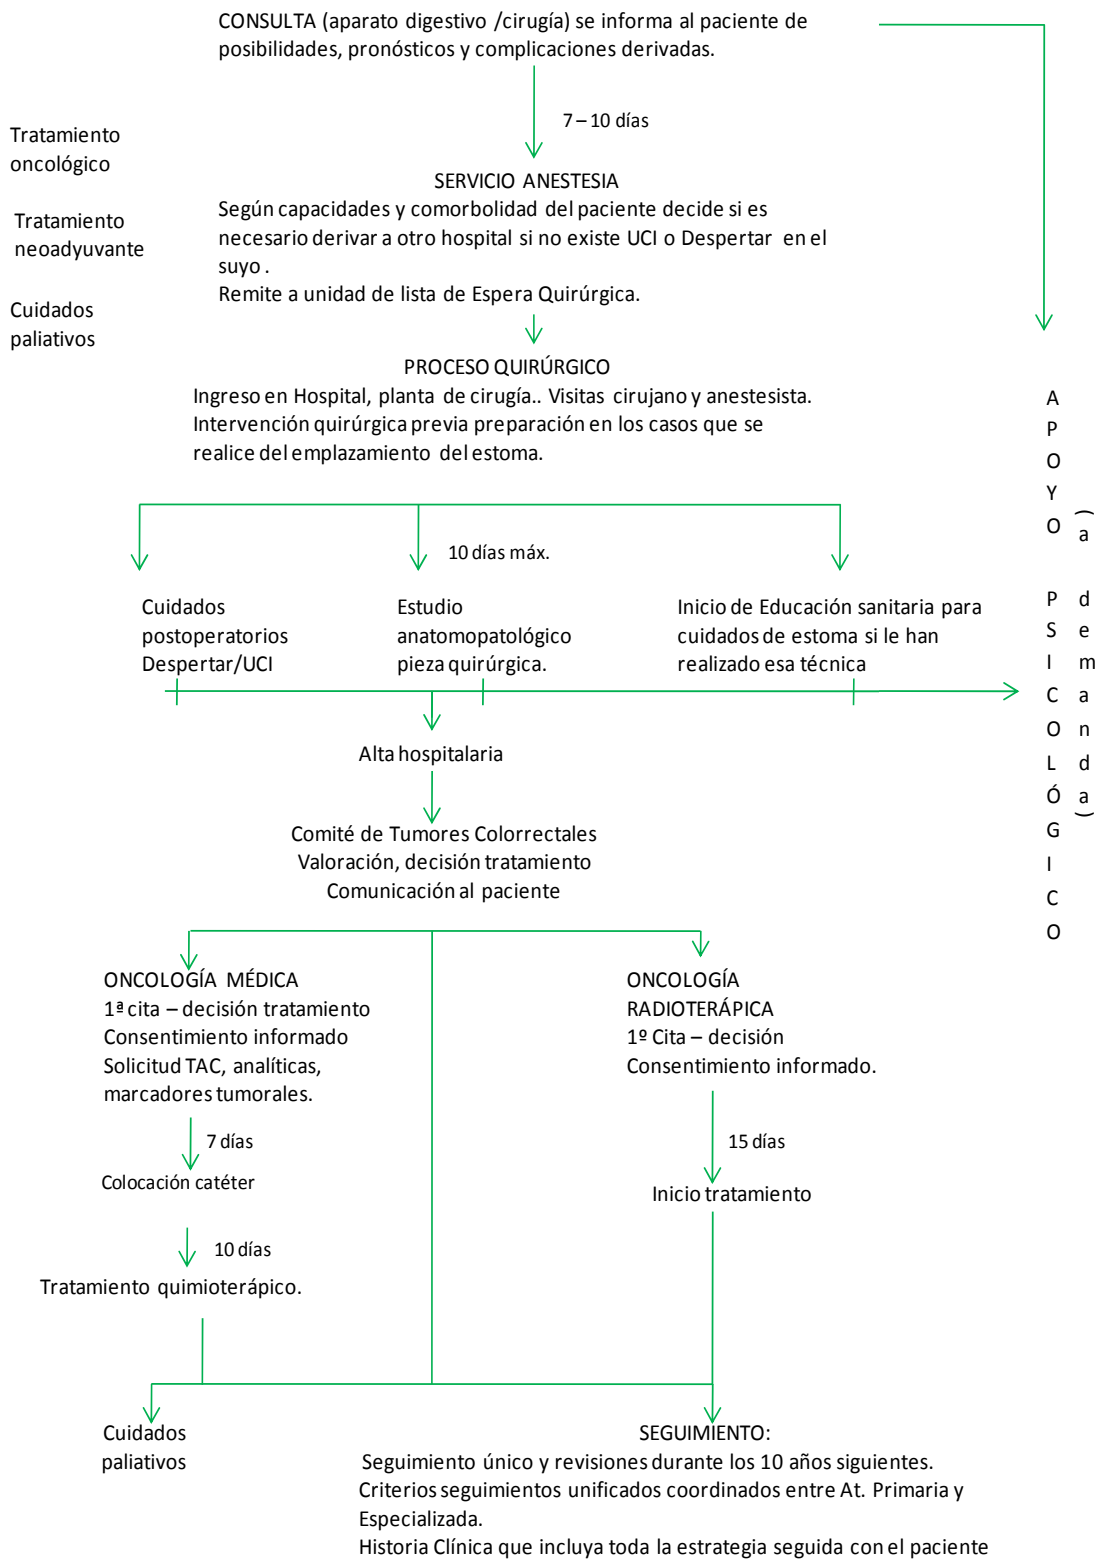 CONSULTA (aparato digestivo /cirugía) se informa al paciente de
posibilidades, pronósticos y complicaciones derivadas.
7 – 10 días
Tratamiento
oncológico
Tratamiento
neoadyuvante
Cuidados
paliativos
SERVICIO ANESTESIA
Según capacidades y comorbolidad del paciente decide si es
necesario derivar a otro hospital si no existe UCI o Despertar en el
suyo .
Remite a unidad de lista de Espera Quirúrgica.
PROCESO QUIRÚRGICO
Ingreso en Hospital, planta de cirugía.. Visitas cirujano y anestesista.
Intervención quirúrgica previa preparación en los casos que se
realice del emplazamiento del estoma.
10 días máx.
Cuidados
postoperatorios
Despertar/UCI
Estudio
anatomopatológico
pieza quirúrgica.
Inicio de Educación sanitaria para
cuidados de estoma si le han
realizado esa técnica
APOYO PSICOLÓGICO
(a demanda)
Alta hospitalaria
Comité de Tumores Colorrectales
Valoración, decisión tratamiento
Comunicación al paciente
ONCOLOGÍA MÉDICA
1ª cita – decisión tratamiento
Consentimiento informado
Solicitud TAC, analíticas,
marcadores tumorales.
7 días
Colocación catéter
10 días
Tratamiento quimioterápico.
ONCOLOGÍA
RADIOTERÁPICA
1º Cita – decisión
Consentimiento informado.
15 días
Inicio tratamiento
Cuidados
paliativos
SEGUIMIENTO:
Seguimiento único y revisiones durante los 10 años siguientes.
Criterios seguimientos unificados coordinados entre At. Primaria y
Especializada.
Historia Clínica que incluya toda la estrategia seguida con el paciente